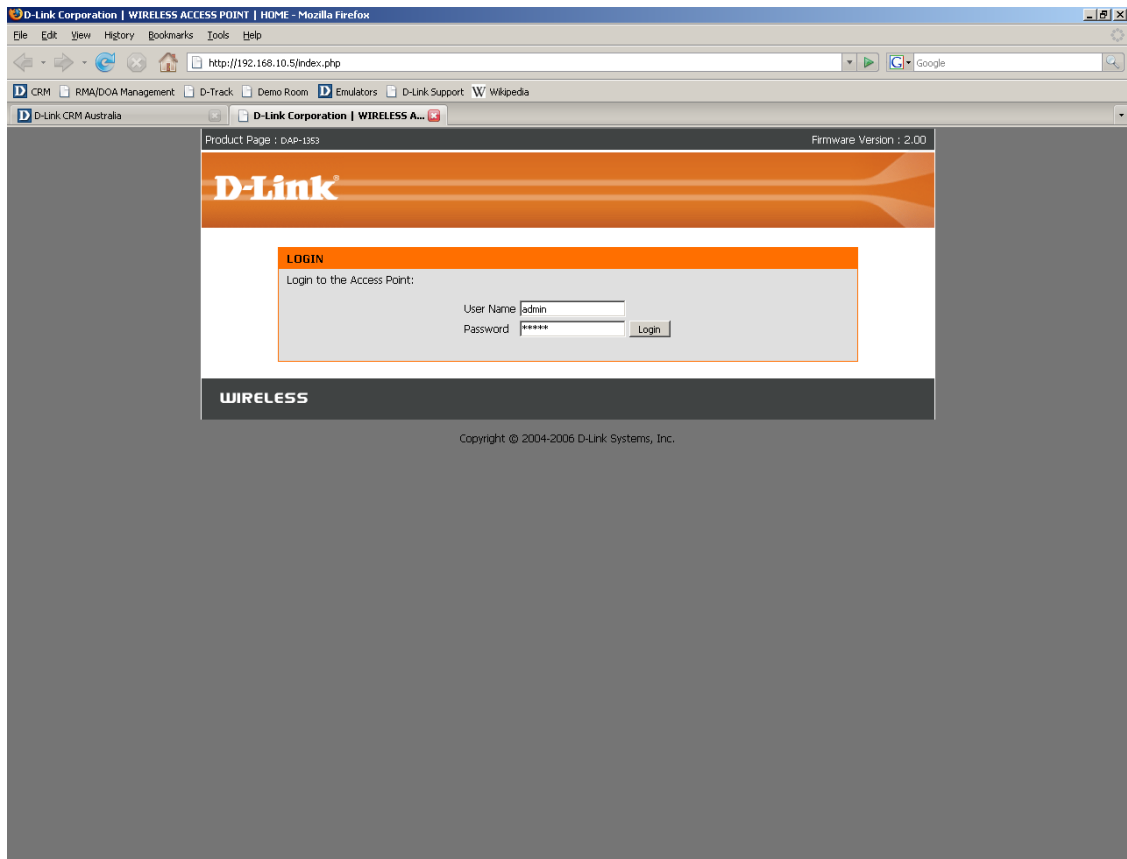 D-Link Corporation | WIRELESS ACCESS POINT | HOME - Mozilla Firefox
File Edit View History Bookmarks Tools Help
http://192.168.10.5/index.php G Google
D CRM RMA/DOA Management D-Track Demo Room D Emulators D-Link Support W Wikipedia
D D-Link CRM Australia D-Link Corporation | WIRELESS A...
Product Page : DAP-1353 Firmware Version : 2.00
D-Link®
LOGIN
Login to the Access Point:
User Name admin
Password ***** Login
WIRELESS
Copyright © 2004-2006 D-Link Systems, Inc.